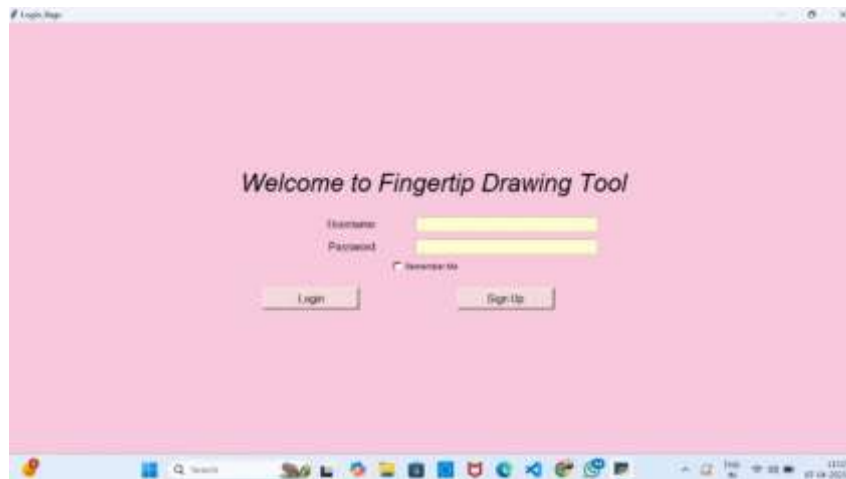 Login Page
Welcome to Fingertip Drawing Tool
Username
Password
Remember Me
Login
Sign Up
Search